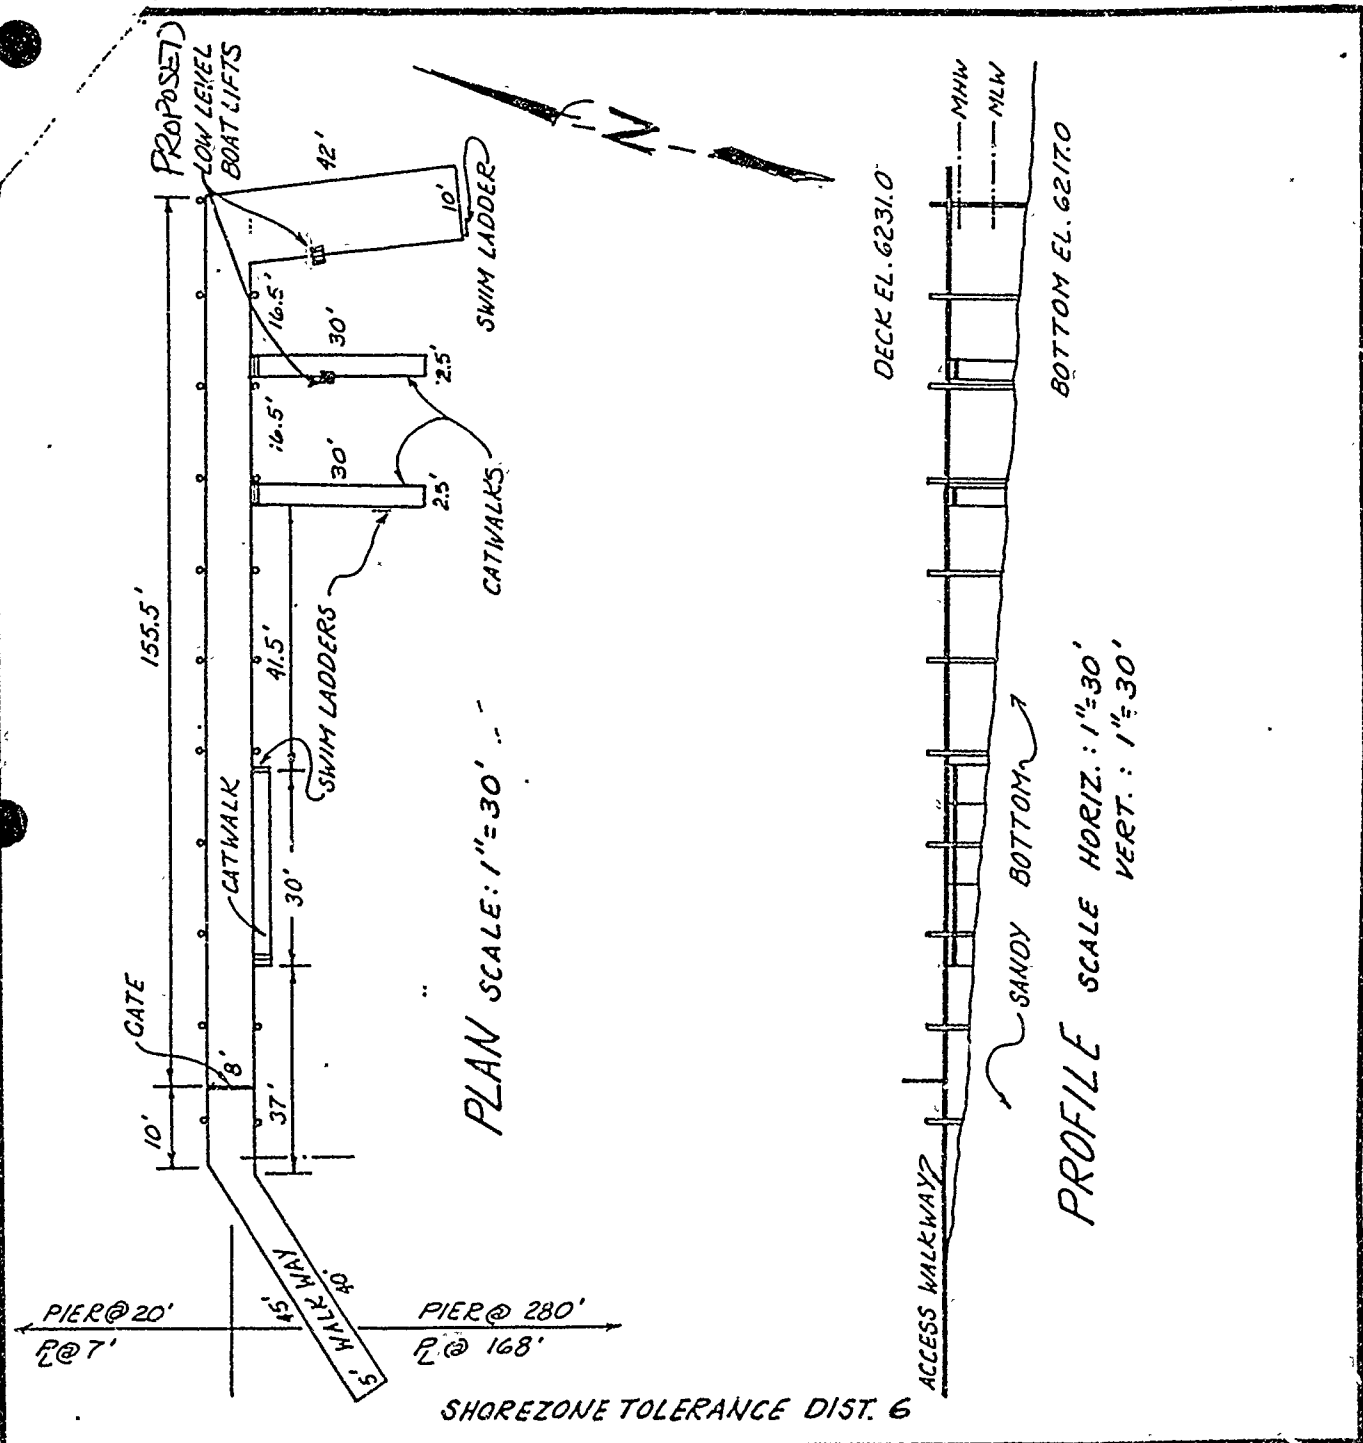 PROPOSED
LOW LEVEL
BOAT LIFTS
42'
10'
SWIM LADDER
N
16.5'
30'
2.5'
16.5'
30'
2.5'
CATWALKS
155.5'
41.5'
SWIM LADDERS
CATWALK
30'
GATE
8'
10'
37'
PLAN SCALE: 1"=30'
45'
5' WALK WAY
40'
PIER @ 20'
PIER @ 280'
PL @ 7'
PL @ 168'
MHW
MLW
DECK EL. 6231.0
BOTTOM EL. 6217.0
SANDY BOTTOM
ACCESS WALKWAY
PROFILE SCALE HORIZ.: 1"=30'
VERT.: 1"=30'
SHOREZONE TOLERANCE DIST. 6